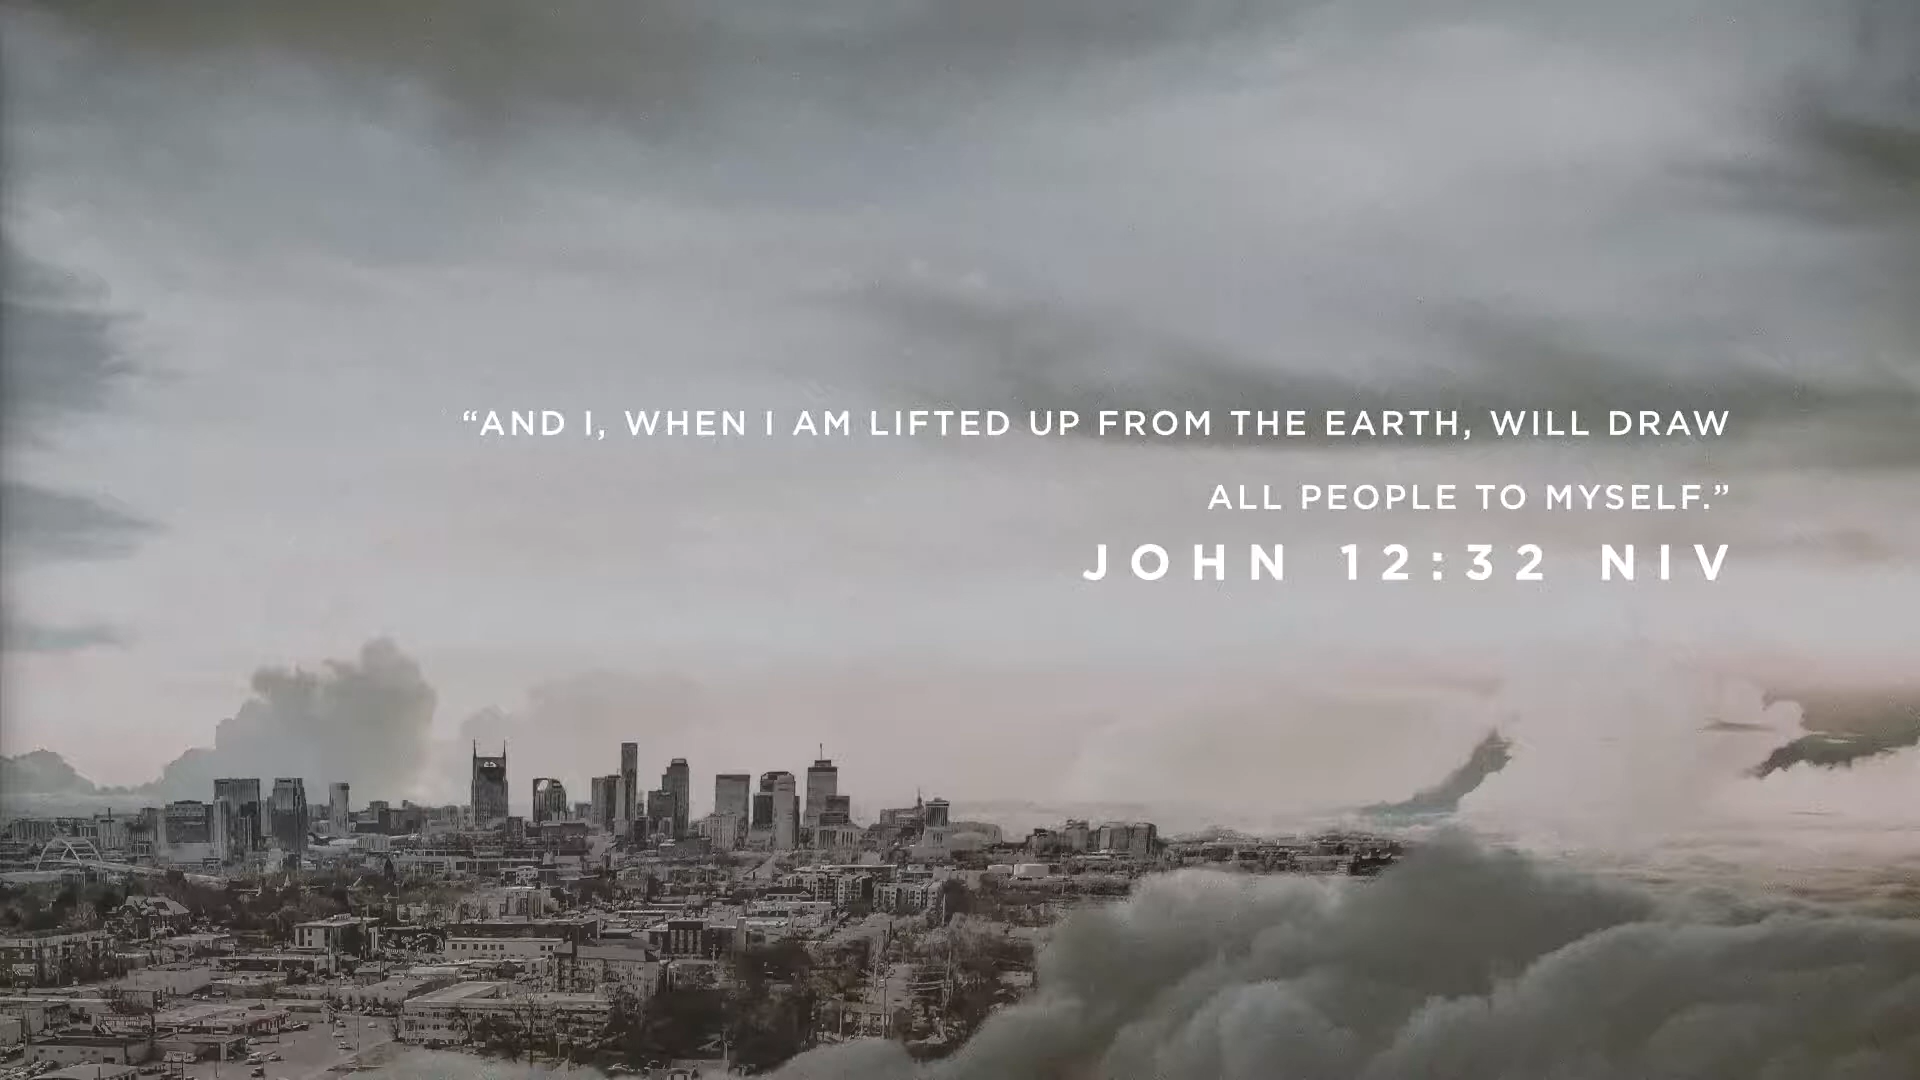 “AND I, WHEN I AM LIFTED UP FROM THE EARTH, WILL DRAW
ALL PEOPLE TO MYSELF.”
JOHN 12:32 NIV